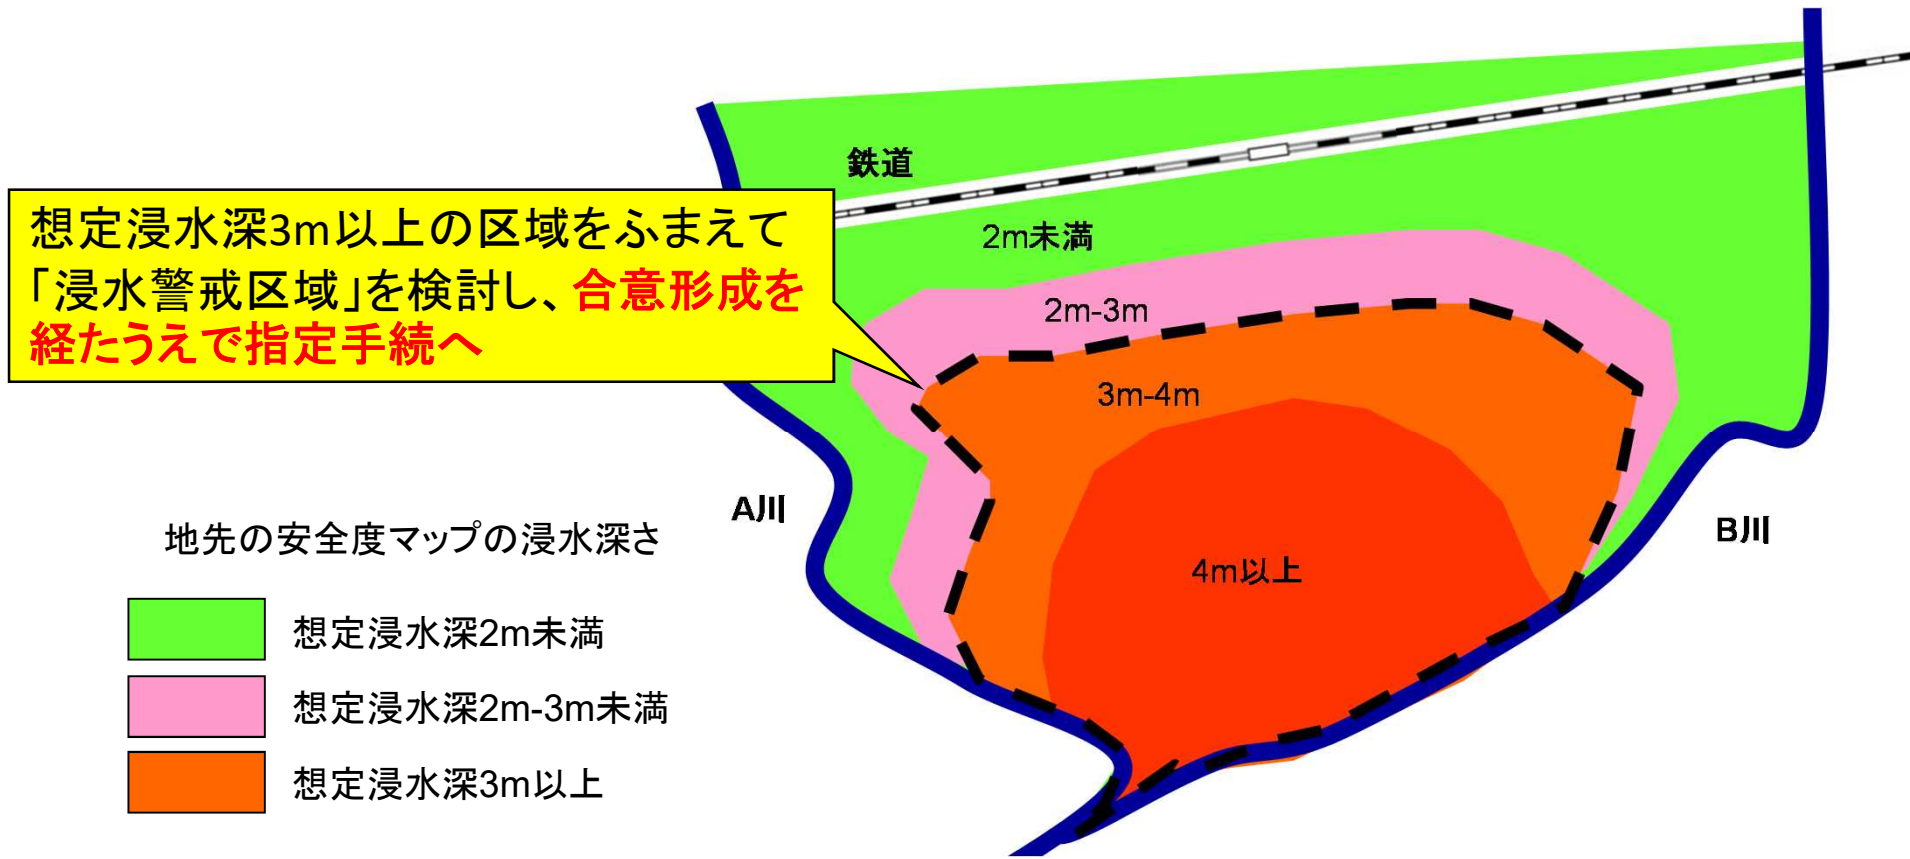 鉄道
想定浸水深3m以上の区域をふまえて
「浸水警戒区域」を検討し、合意形成を
経たうえで指定手続へ
2m未満
2m-3m
3m-4m
4m以上
A川
B川
地先の安全度マップの浸水深さ
想定浸水深2m未満
想定浸水深2m-3m未満
想定浸水深3m以上